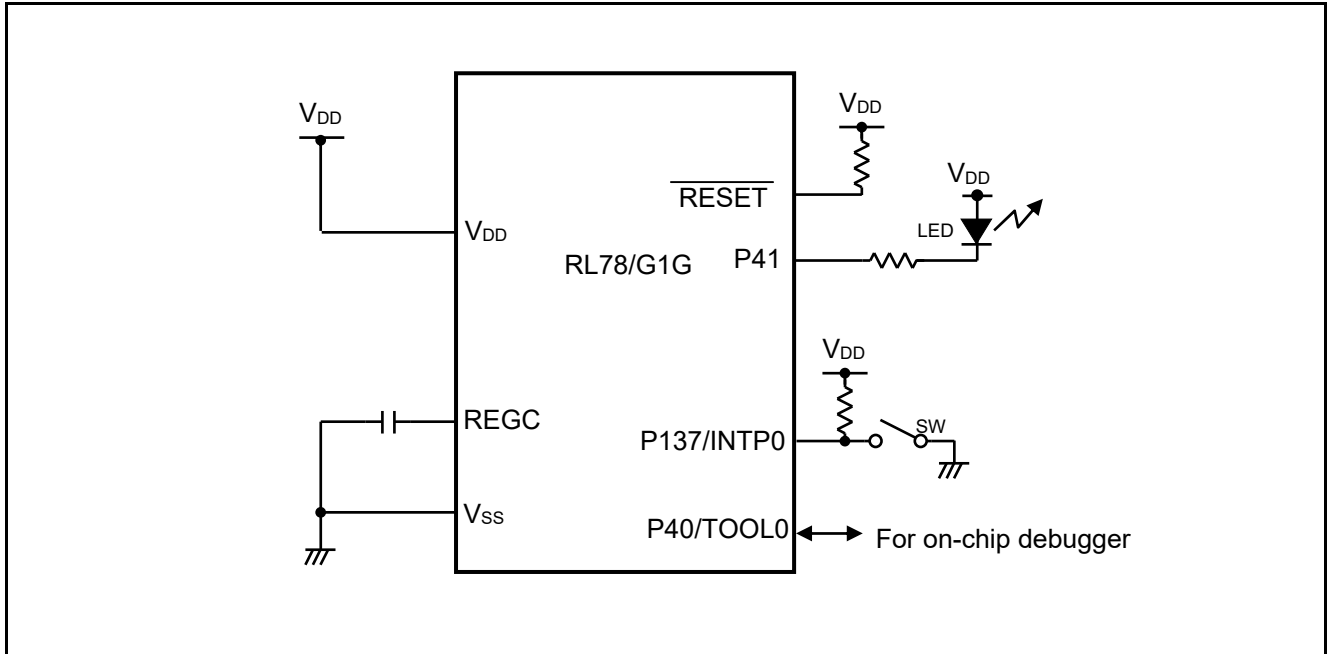 VDD
VDD
RESET
VDD
LED
VDD
RL78/G1G
P41
VDD
REGC
P137/INTP0
SW
VSS
P40/TOOL0
For on-chip debugger